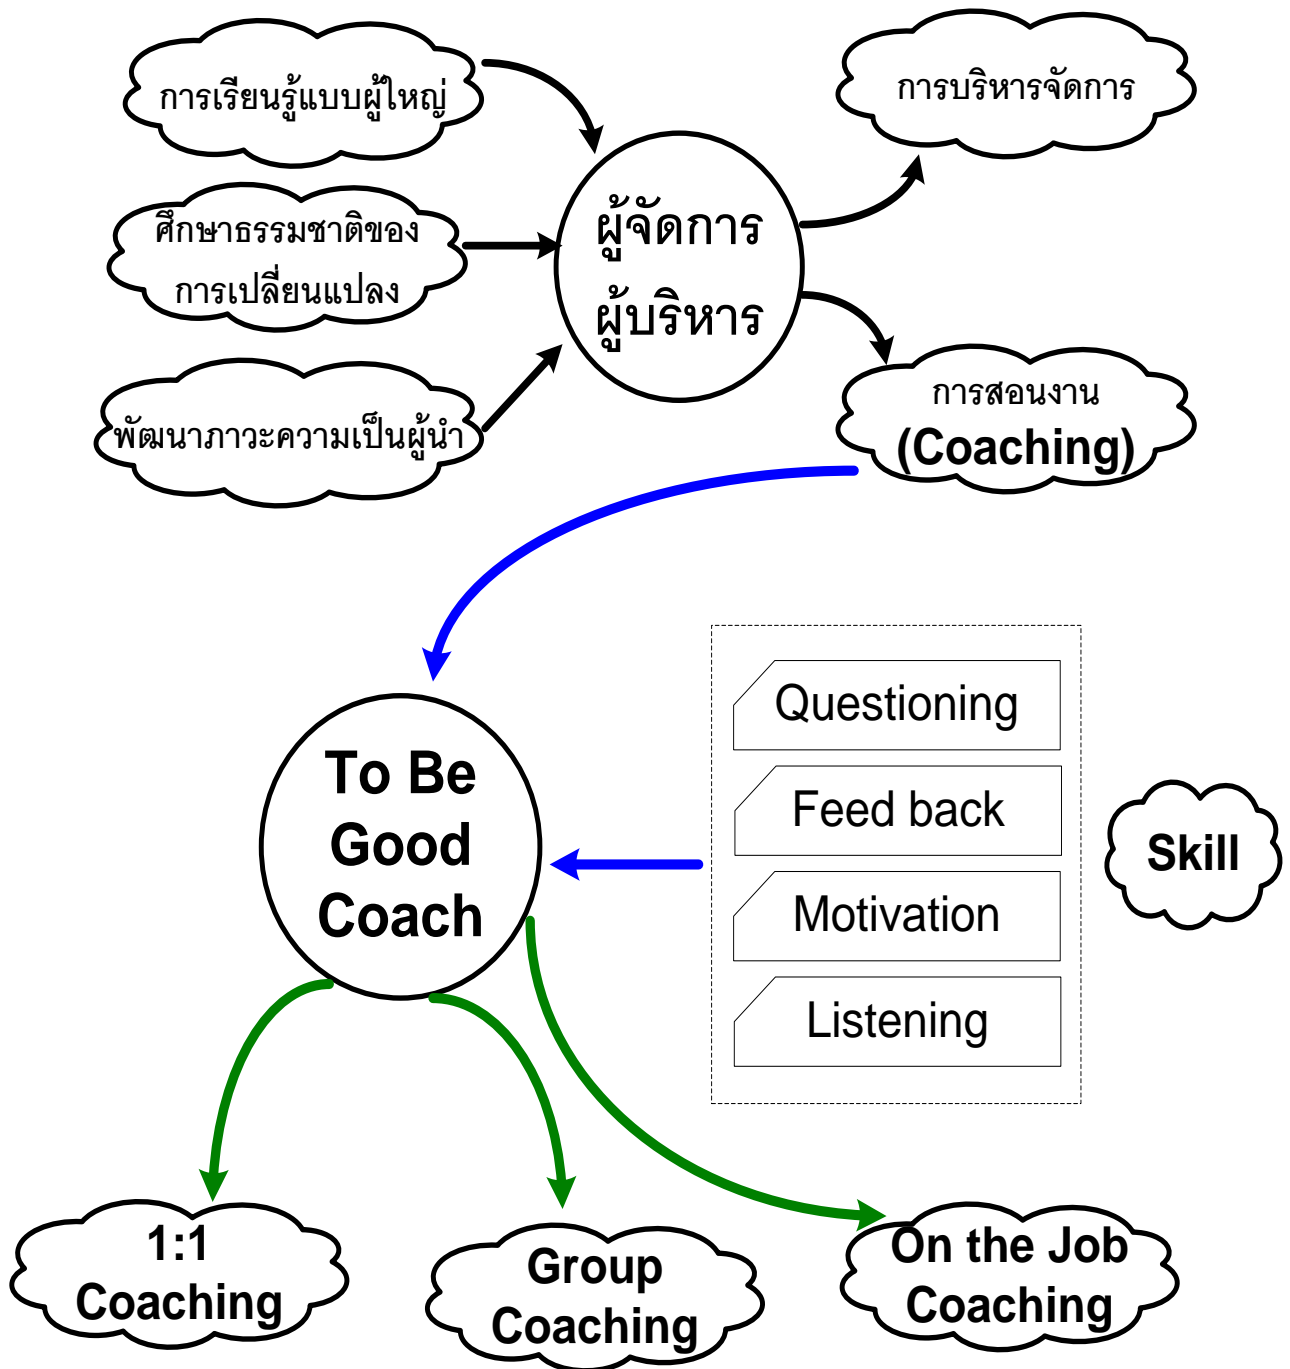 การเรียนรู้แบบผู้ใหญ่
การบริหารจัดการ
ศึกษาธรรมชาติของ
การเปลี่ยนแปลง
ผู้จัดการ
ผู้บริหาร
พัฒนาภาวะความเป็นผู้นำ
การสอนงาน
(Coaching)
To Be
Good
Coach
Questioning
Feed back
Motivation
Listening
Skill
1:1
Coaching
Group
Coaching
On the Job
Coaching